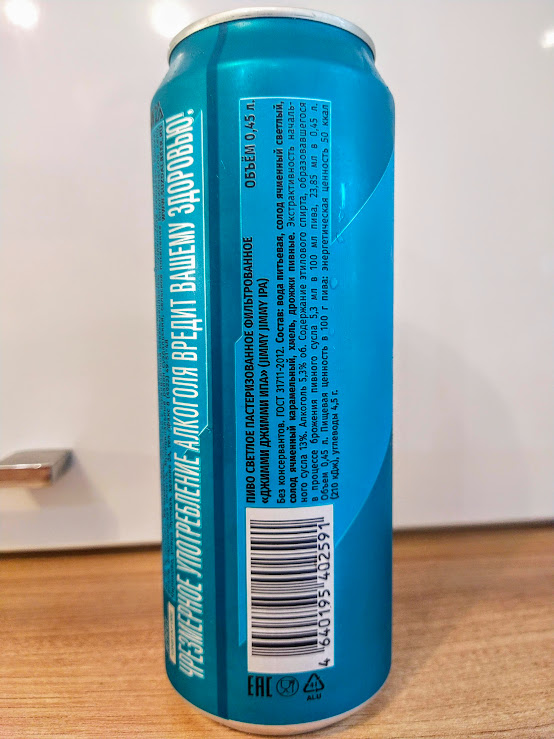 ЧРЕЗМЕРНОЕ УПОТРЕБЛЕНИЕ АЛКОГОЛЯ ВРЕДИТ ВАШЕМУ ЗДОРОВЬЮ!
ОБЪЁМ 0,45 л.
ПИВО СВЕТЛОЕ ПАСТЕРИЗОВАННОЕ ФИЛЬТРОВАННОЕ
«ДЖИММИ ДЖИММИ ИПА» (JIMMY JIMMY IPA)
Без консервантов. ГОСТ 31711-2012. Состав: вода питьевая, солод ячменный светлый,
солод ячменный карамельный, хмель, дрожжи пивные. Экстрактивность началь-
ного сусла 13%. Алкоголь 5,3% об. Содержание этилового спирта, образовавшегося
в процессе брожения пивного сусла 5,3 мл в 100 мл пива, 23,85 мл в 0,45 л.
Объем 0,45 л. Пищевая ценность в 100 г пива: энергетическая ценность 50 ккал
(210 кДж), углеводы 4,5 г.
4 640195 402591
EAC
41
ALU